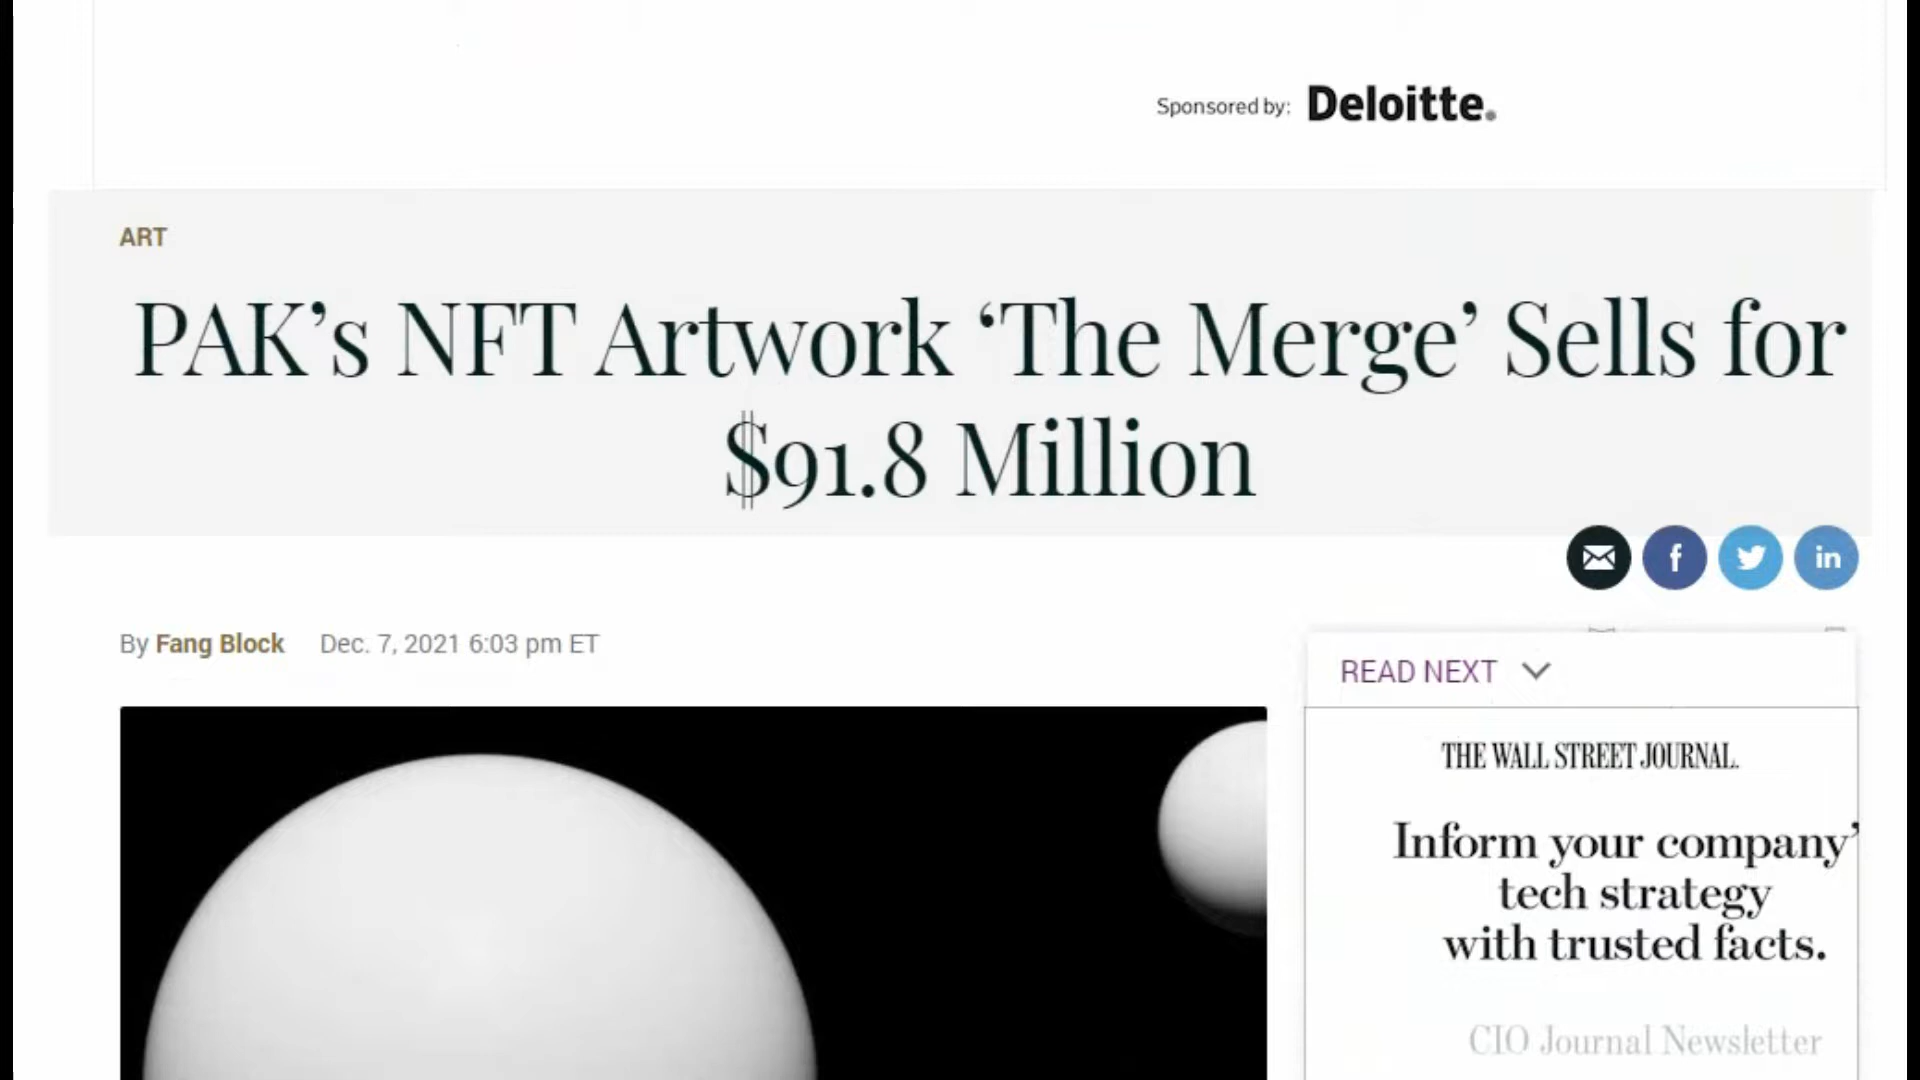 Sponsored by: Deloitte.
ART
PAK’s NFT Artwork ‘The Merge’ Sells for
$91.8 Million
f
in
By Fang Block Dec. 7, 2021 6:03 pm ET
READ NEXT
THE WALL STREET JOURNAL.
Inform your company’
tech strategy
with trusted facts.
CIO Journal Newsletter